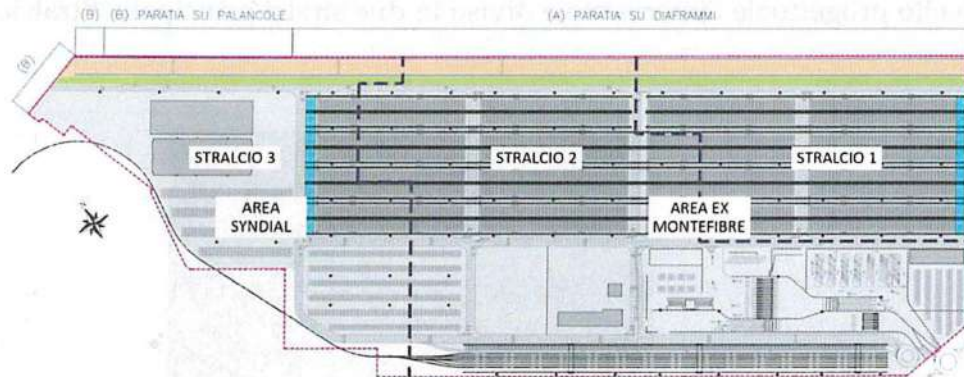 (B) (B) PARATIA SU PALANCOLE
(A) PARATIA SU DIAFRAMMI
(B)
STRALCIO 3
STRALCIO 2
STRALCIO 1
AREA
SYNDIAL
AREA EX
MONTEFIBRE